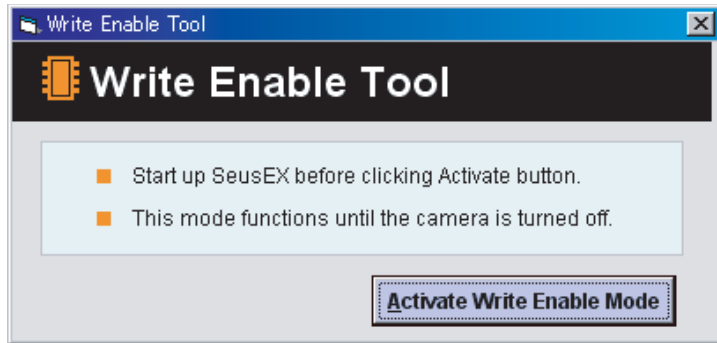 Write Enable Tool
Write Enable Tool
Start up SeusEX before clicking Activate button.
This mode functions until the camera is turned off.
Activate Write Enable Mode